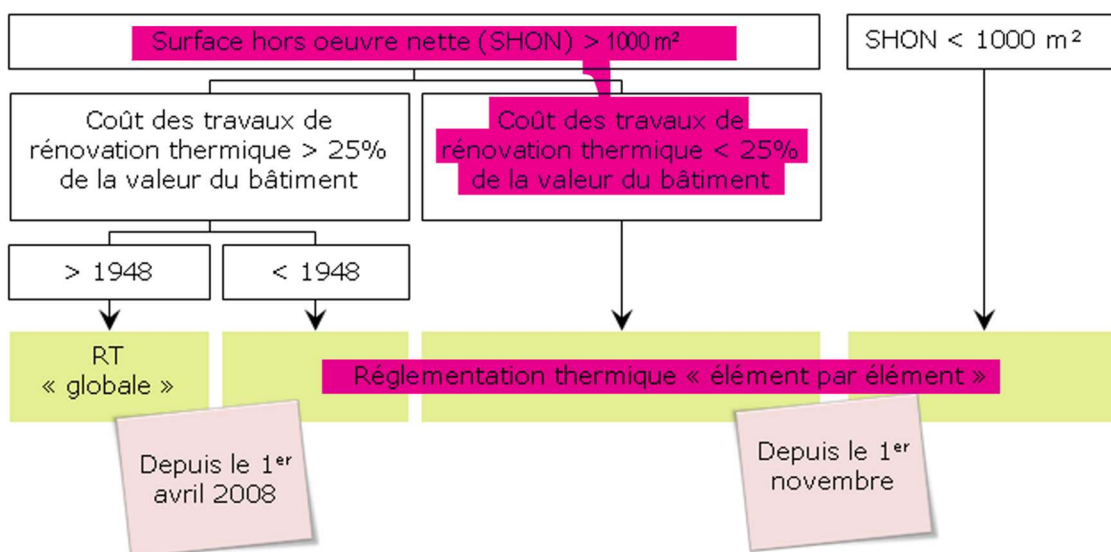 Surface hors oeuvre nette (SHON) > 1000 m²
SHON < 1000 m²
Coût des travaux de
rénovation thermique > 25%
de la valeur du bâtiment
Coût des travaux de
rénovation thermique < 25%
de la valeur du bâtiment
> 1948
< 1948
RT
« globale »
Réglementation thermique « élément par élément »
Depuis le 1er
avril 2008
Depuis le 1er
novembre